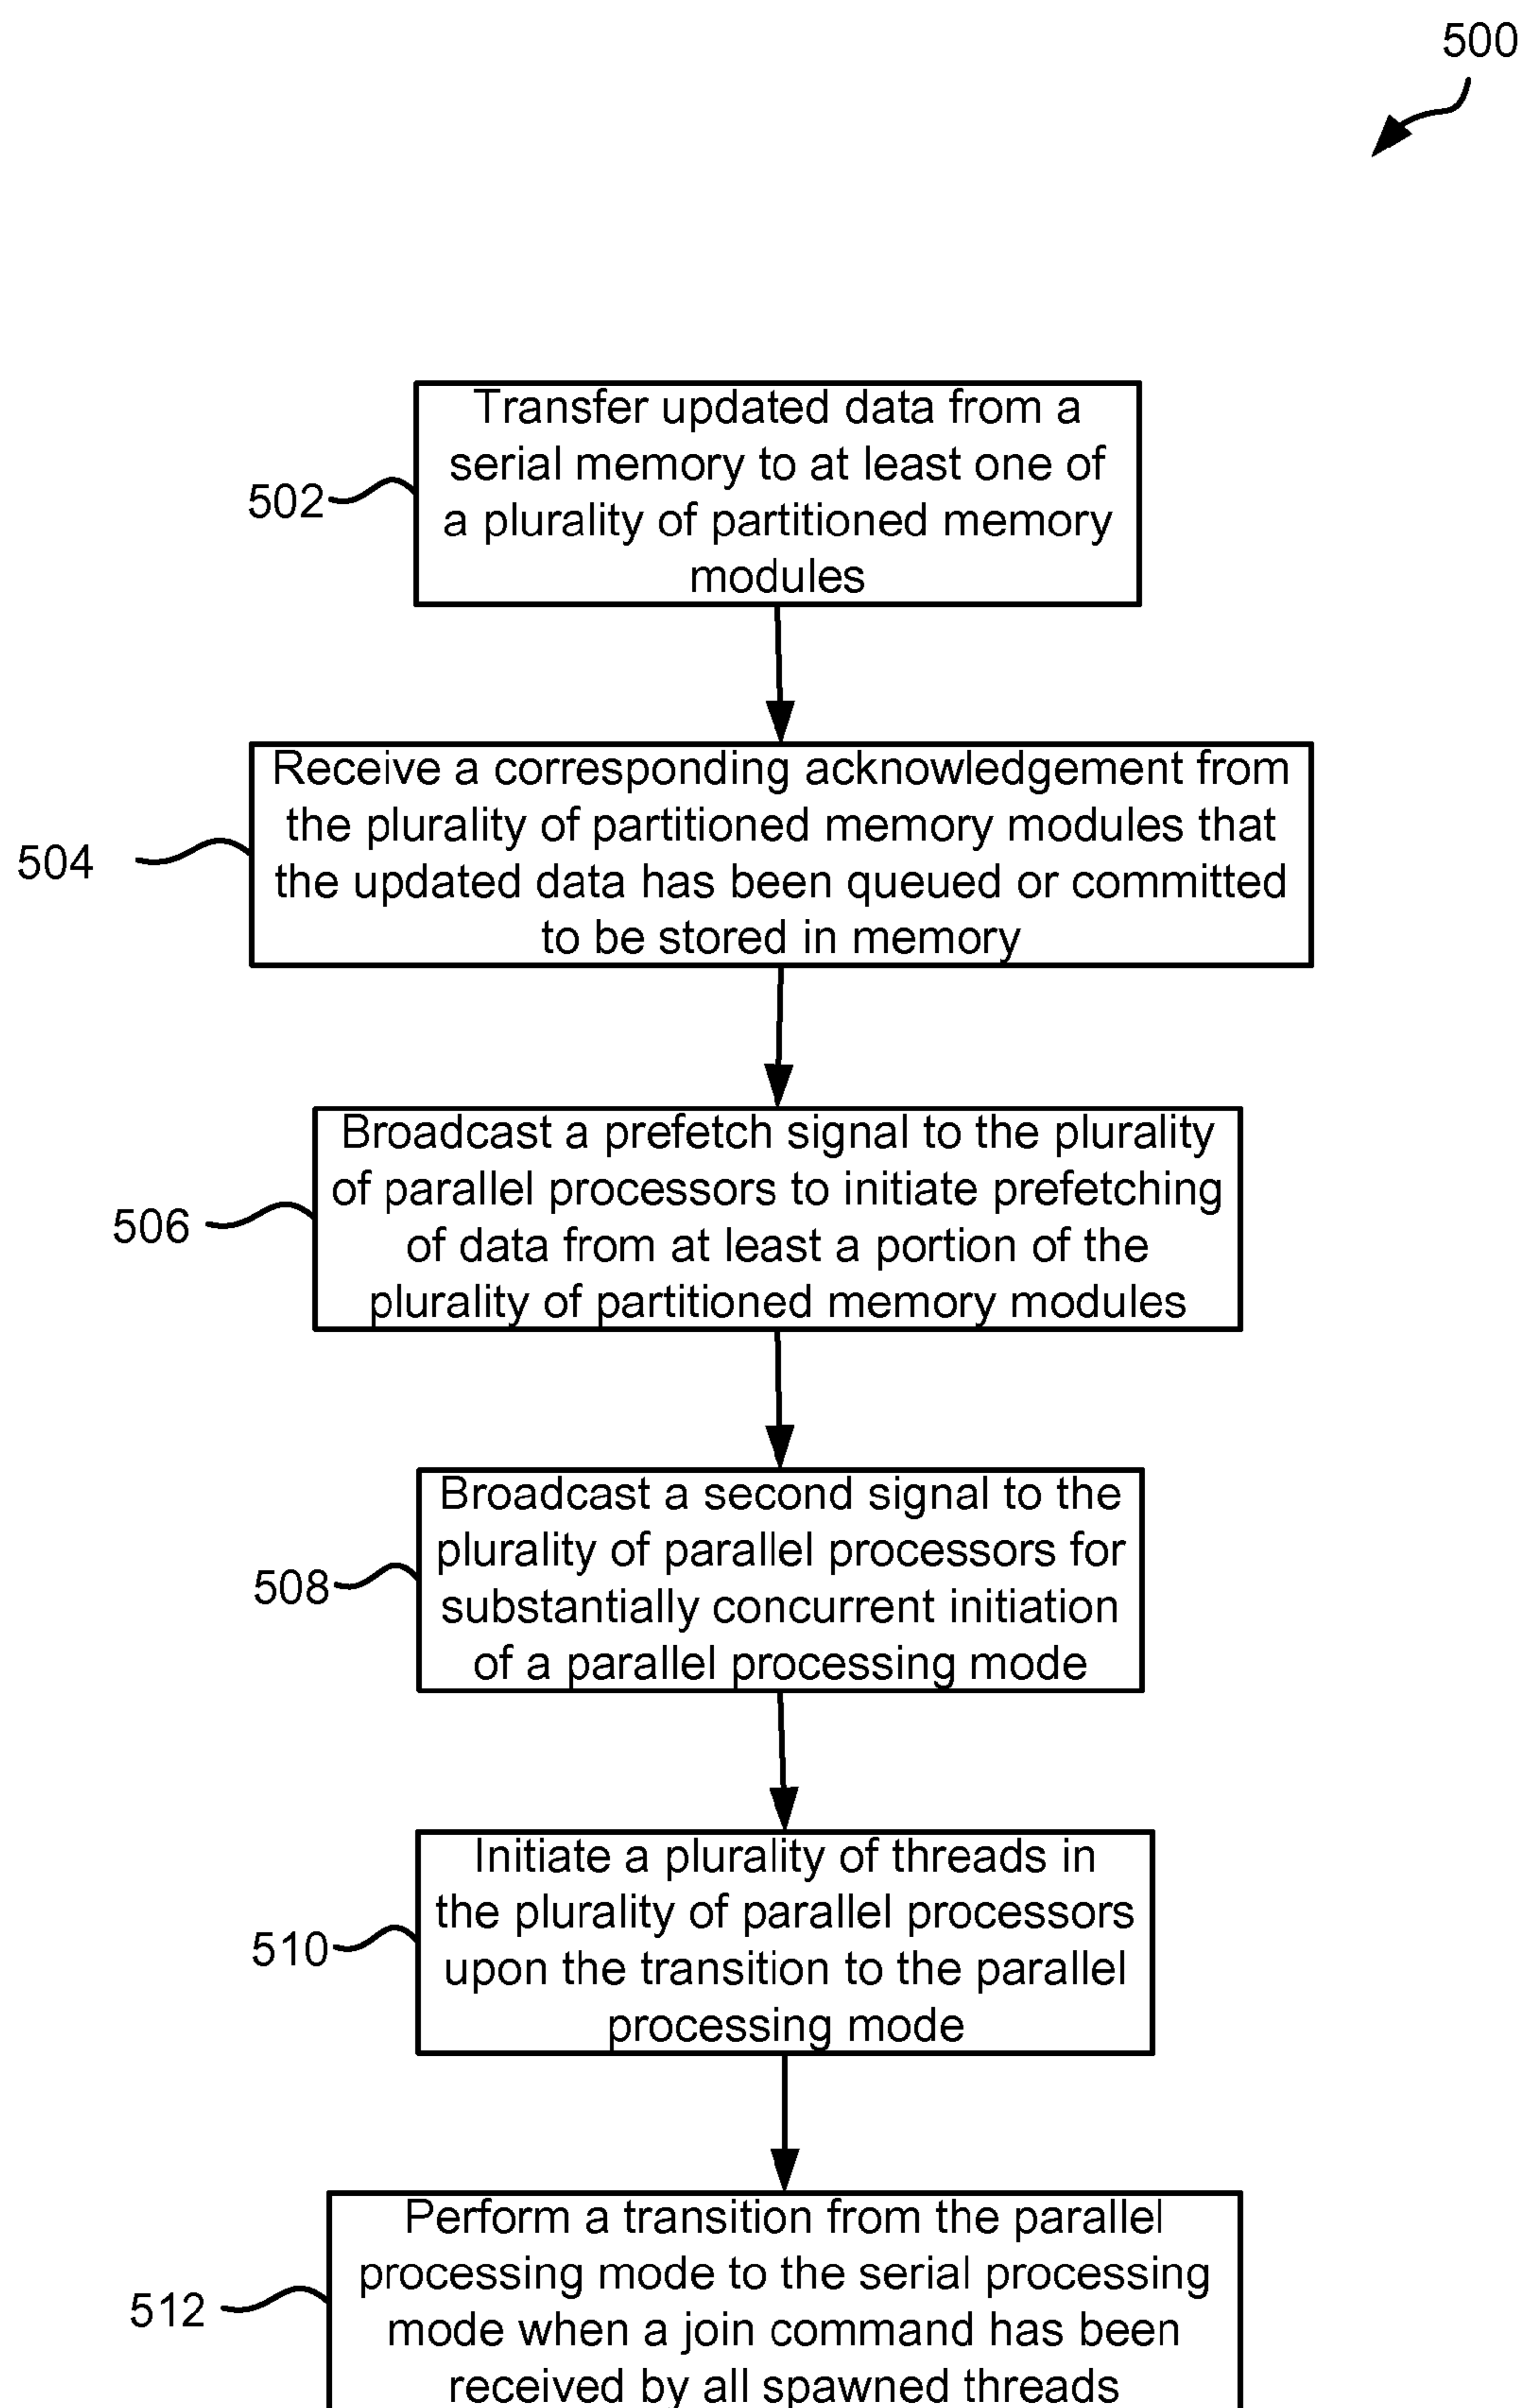 500
Transfer updated data from a
serial memory to at least one of
a plurality of partitioned memory
modules
502
Receive a corresponding acknowledgement from
the plurality of partitioned memory modules that
the updated data has been queued or committed
to be stored in memory
504
Broadcast a prefetch signal to the plurality
of parallel processors to initiate prefetching
of data from at least a portion of the
plurality of partitioned memory modules
506
Broadcast a second signal to the
plurality of parallel processors for
substantially concurrent initiation
of a parallel processing mode
508
Initiate a plurality of threads in
the plurality of parallel processors
upon the transition to the parallel
processing mode
510
Perform a transition from the parallel
processing mode to the serial processing
mode when a join command has been
received by all spawned threads
512